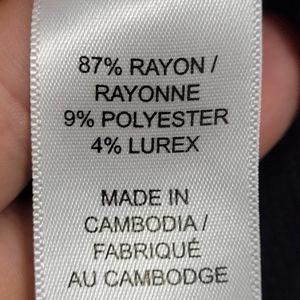 87% RAYON /
RAYONNE
9% POLYESTER
4% LUREX
MADE IN
CAMBODIA /
FABRIQUÉ
AU CAMBODGE